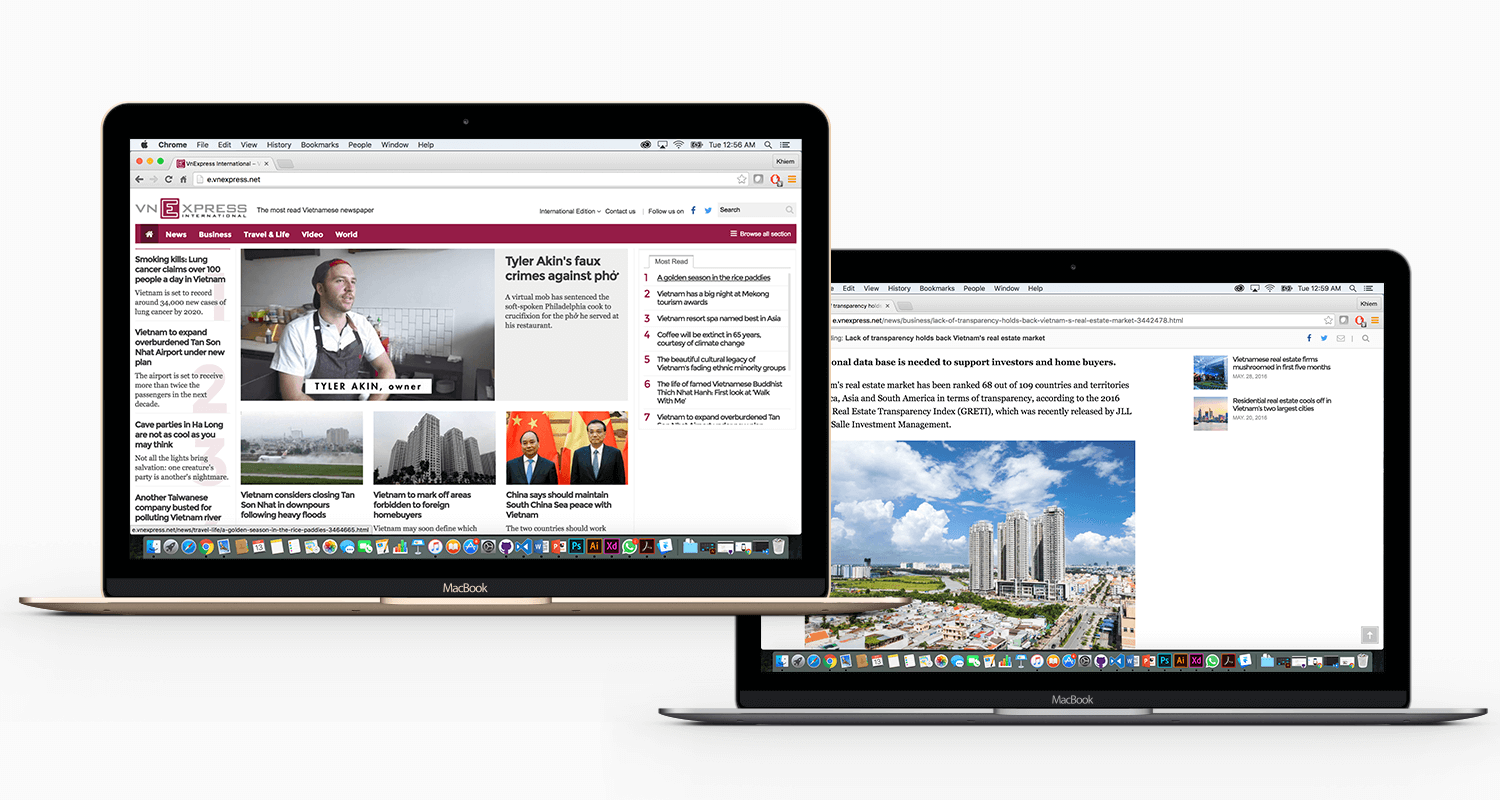 Chrome File Edit View History Bookmarks People Window Help
Tue 12:56 AM
VnExpress International –
Khiem
e.vnexpress.net
VN EXPRESS
INTERNATIONAL
The most read Vietnamese newspaper
International Edition
Contact us
Follow us on
Search
News Business Travel & Life Video World
Browse all section
Smoking kills: Lung
cancer claims over 100
people a day in Vietnam
Vietnam is set to record
around 34,000 new cases of
lung cancer by 2020.
1
Vietnam to expand
overburdened Tan Son
Nhat Airport under new
plan
The airport is set to receive
more than twice the
passengers in the next
decade.
2
Cave parties in Ha Long
are not as cool as you
may think
Not all the lights bring
salvation: one creature's
party is another's nightmare.
3
Another Taiwanese
company busted for
polluting Vietnam river
TYLER AKIN, owner
Tyler Akin's faux
crimes against phở
A virtual mob has sentenced the
soft-spoken Philadelphia cook to
crucifixion for the phở he served at
his restaurant.
Vietnam considers closing Tan
Son Nhat in downpours
following heavy floods
Vietnam to mark off areas
forbidden to foreign
homebuyers
Vietnam may soon define which
China says should maintain
South China Sea peace with
Vietnam
The two countries should work
Most Read
1 A golden season in the rice paddies
2 Vietnam has a big night at Mekong
tourism awards
3 Vietnam resort spa named best in Asia
4 Coffee will be extinct in 65 years,
courtesy of climate change
5 The beautiful cultural legacy of
Vietnam's fading ethnic minority groups
6 The life of famed Vietnamese Buddhist
Thich Nhat Hanh: First look at 'Walk
With Me'
7 Vietnam to expand overburdened Tan
Son Nhat Airport under new plan
e.vnexpress.net/news/travel-life/a-golden-season-in-the-rice-paddies-3464665.html
13
Ps Ai Xd
MacBook
Edit View History Bookmarks People Window Help
Tue 12:59 AM
transparency holds
Khiem
e.vnexpress.net/news/business/lack-of-transparency-holds-back-vietnam-s-real-estate-market-3442478.html
ding: Lack of transparency holds back Vietnam's real estate market
onal data base is needed to support investors and home buyers.
m's real estate market has been ranked 68 out of 109 countries and territories
ca, Asia and South America in terms of transparency, according to the 2016
Real Estate Transparency Index (GRETI), which was recently released by JLL
Salle Investment Management.
Vietnamese real estate firms
mushroomed in first five months
MAY. 28, 2016
Residential real estate cools off in
Vietnam's two largest cities
MAY. 20, 2016
13
Ps Ai Xd
MacBook